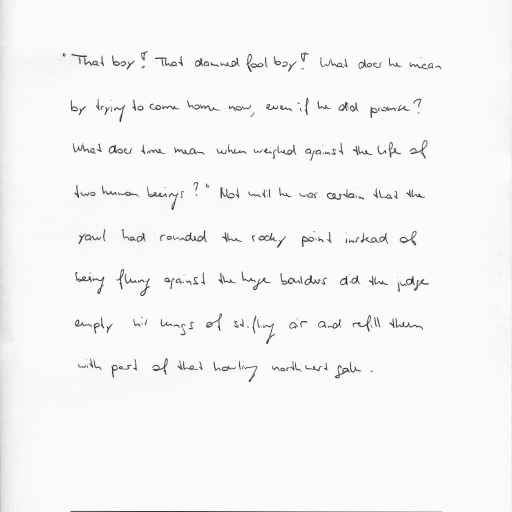 "That boy! That damned fool boy! What does he mean
by trying to come home now, even if he did promise?
What does time mean when weighed against the life of
two human beeings?" Not until he was certain that the
yawl had rounded the rocky point instead of
being flung against the huge boulders did the judge
empty his lungs of stifling air and refill them
with part of that howling northwest gale.